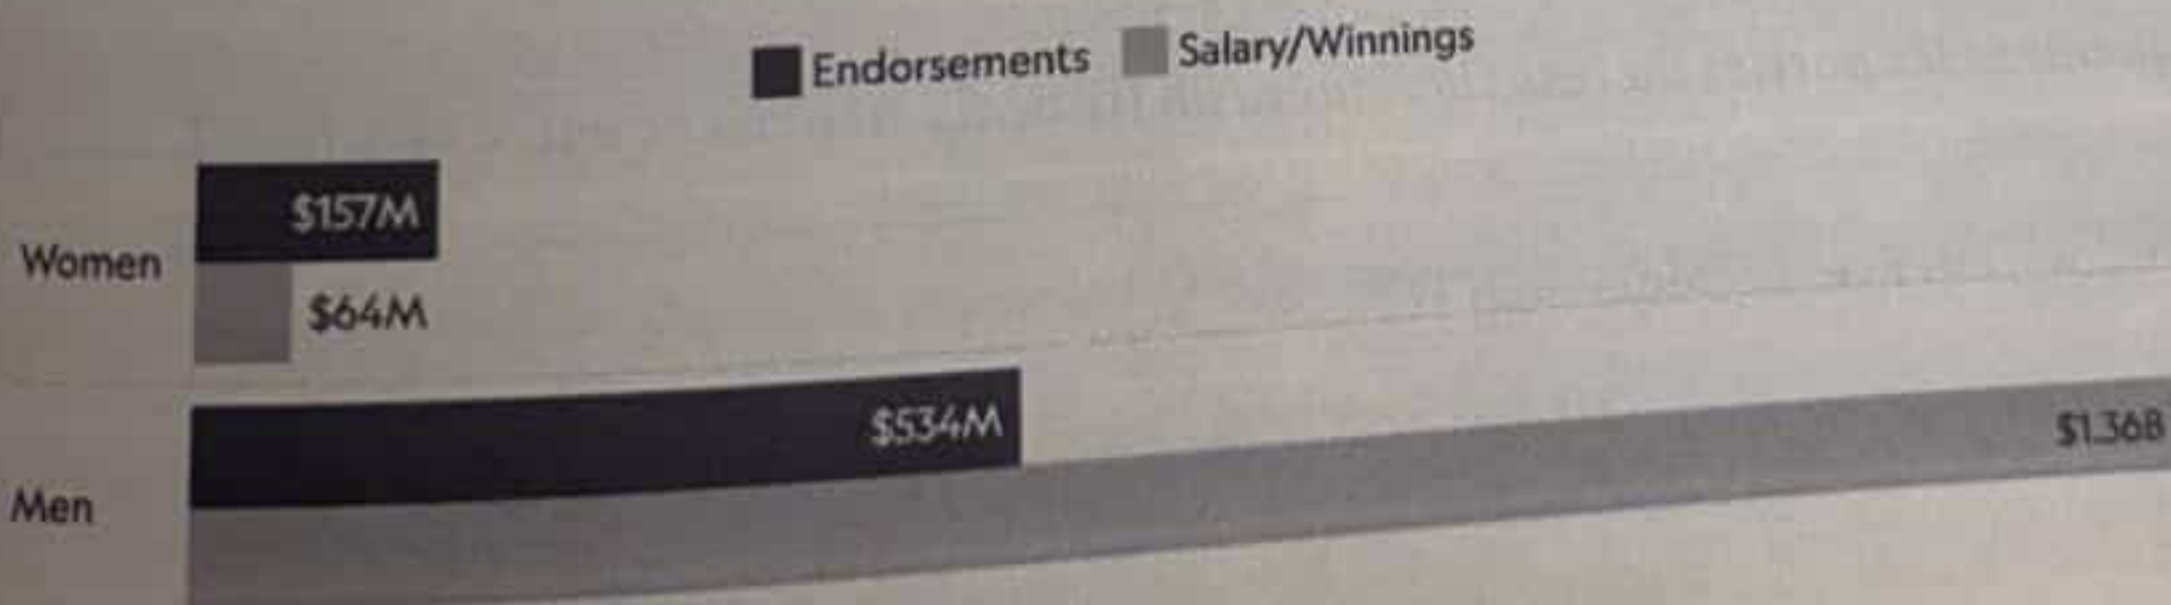 Endorsements Salary/Winnings
$157M
Women
$64M
$534M
$1.36B
Men